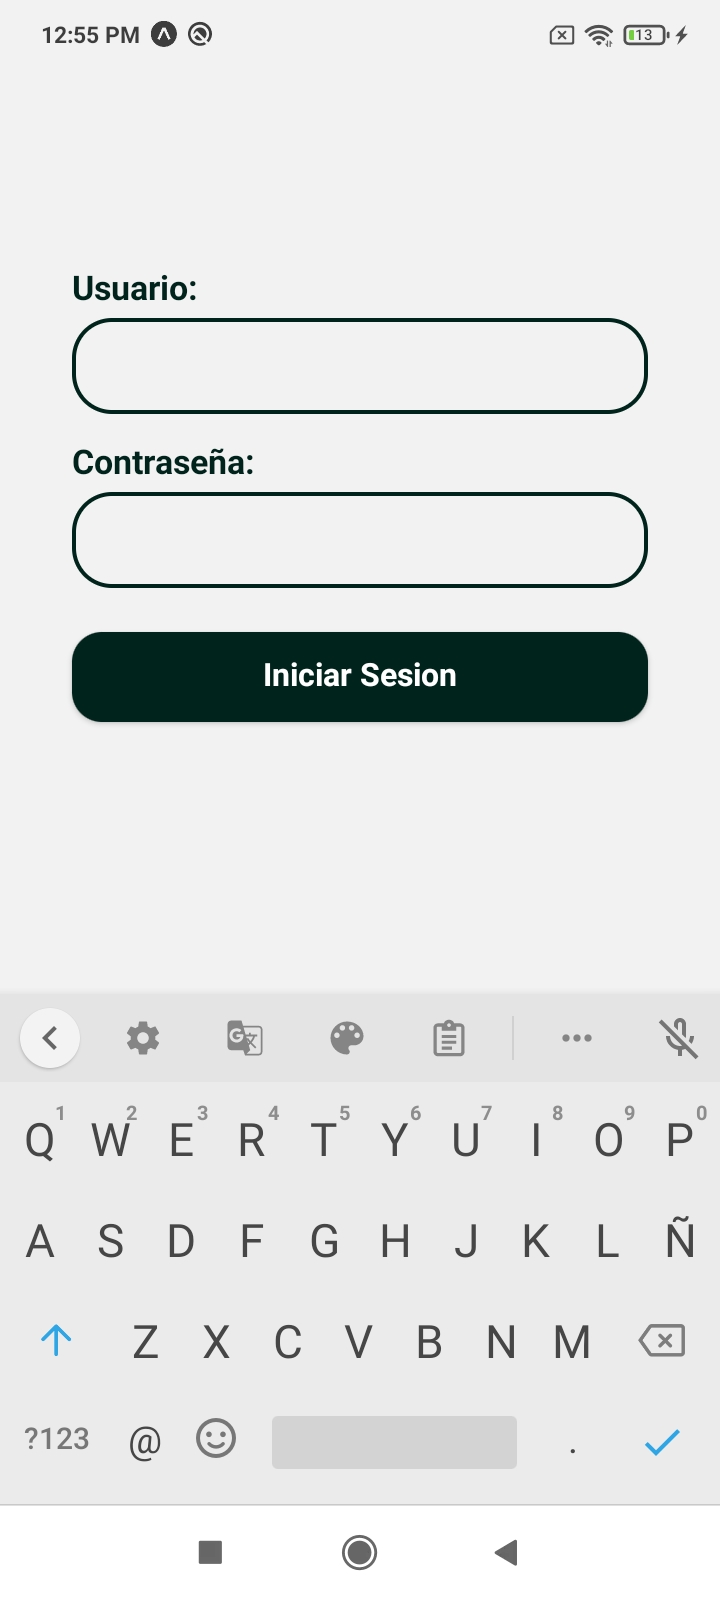 12:55 PM 13
Usuario:
Contraseña:
Iniciar Sesion
1 2 3 4 5 6 7 8 9 0
Q W E R T Y U I O P
A S D F G H J K L Ñ
Z X C V B N M
?123 @ .